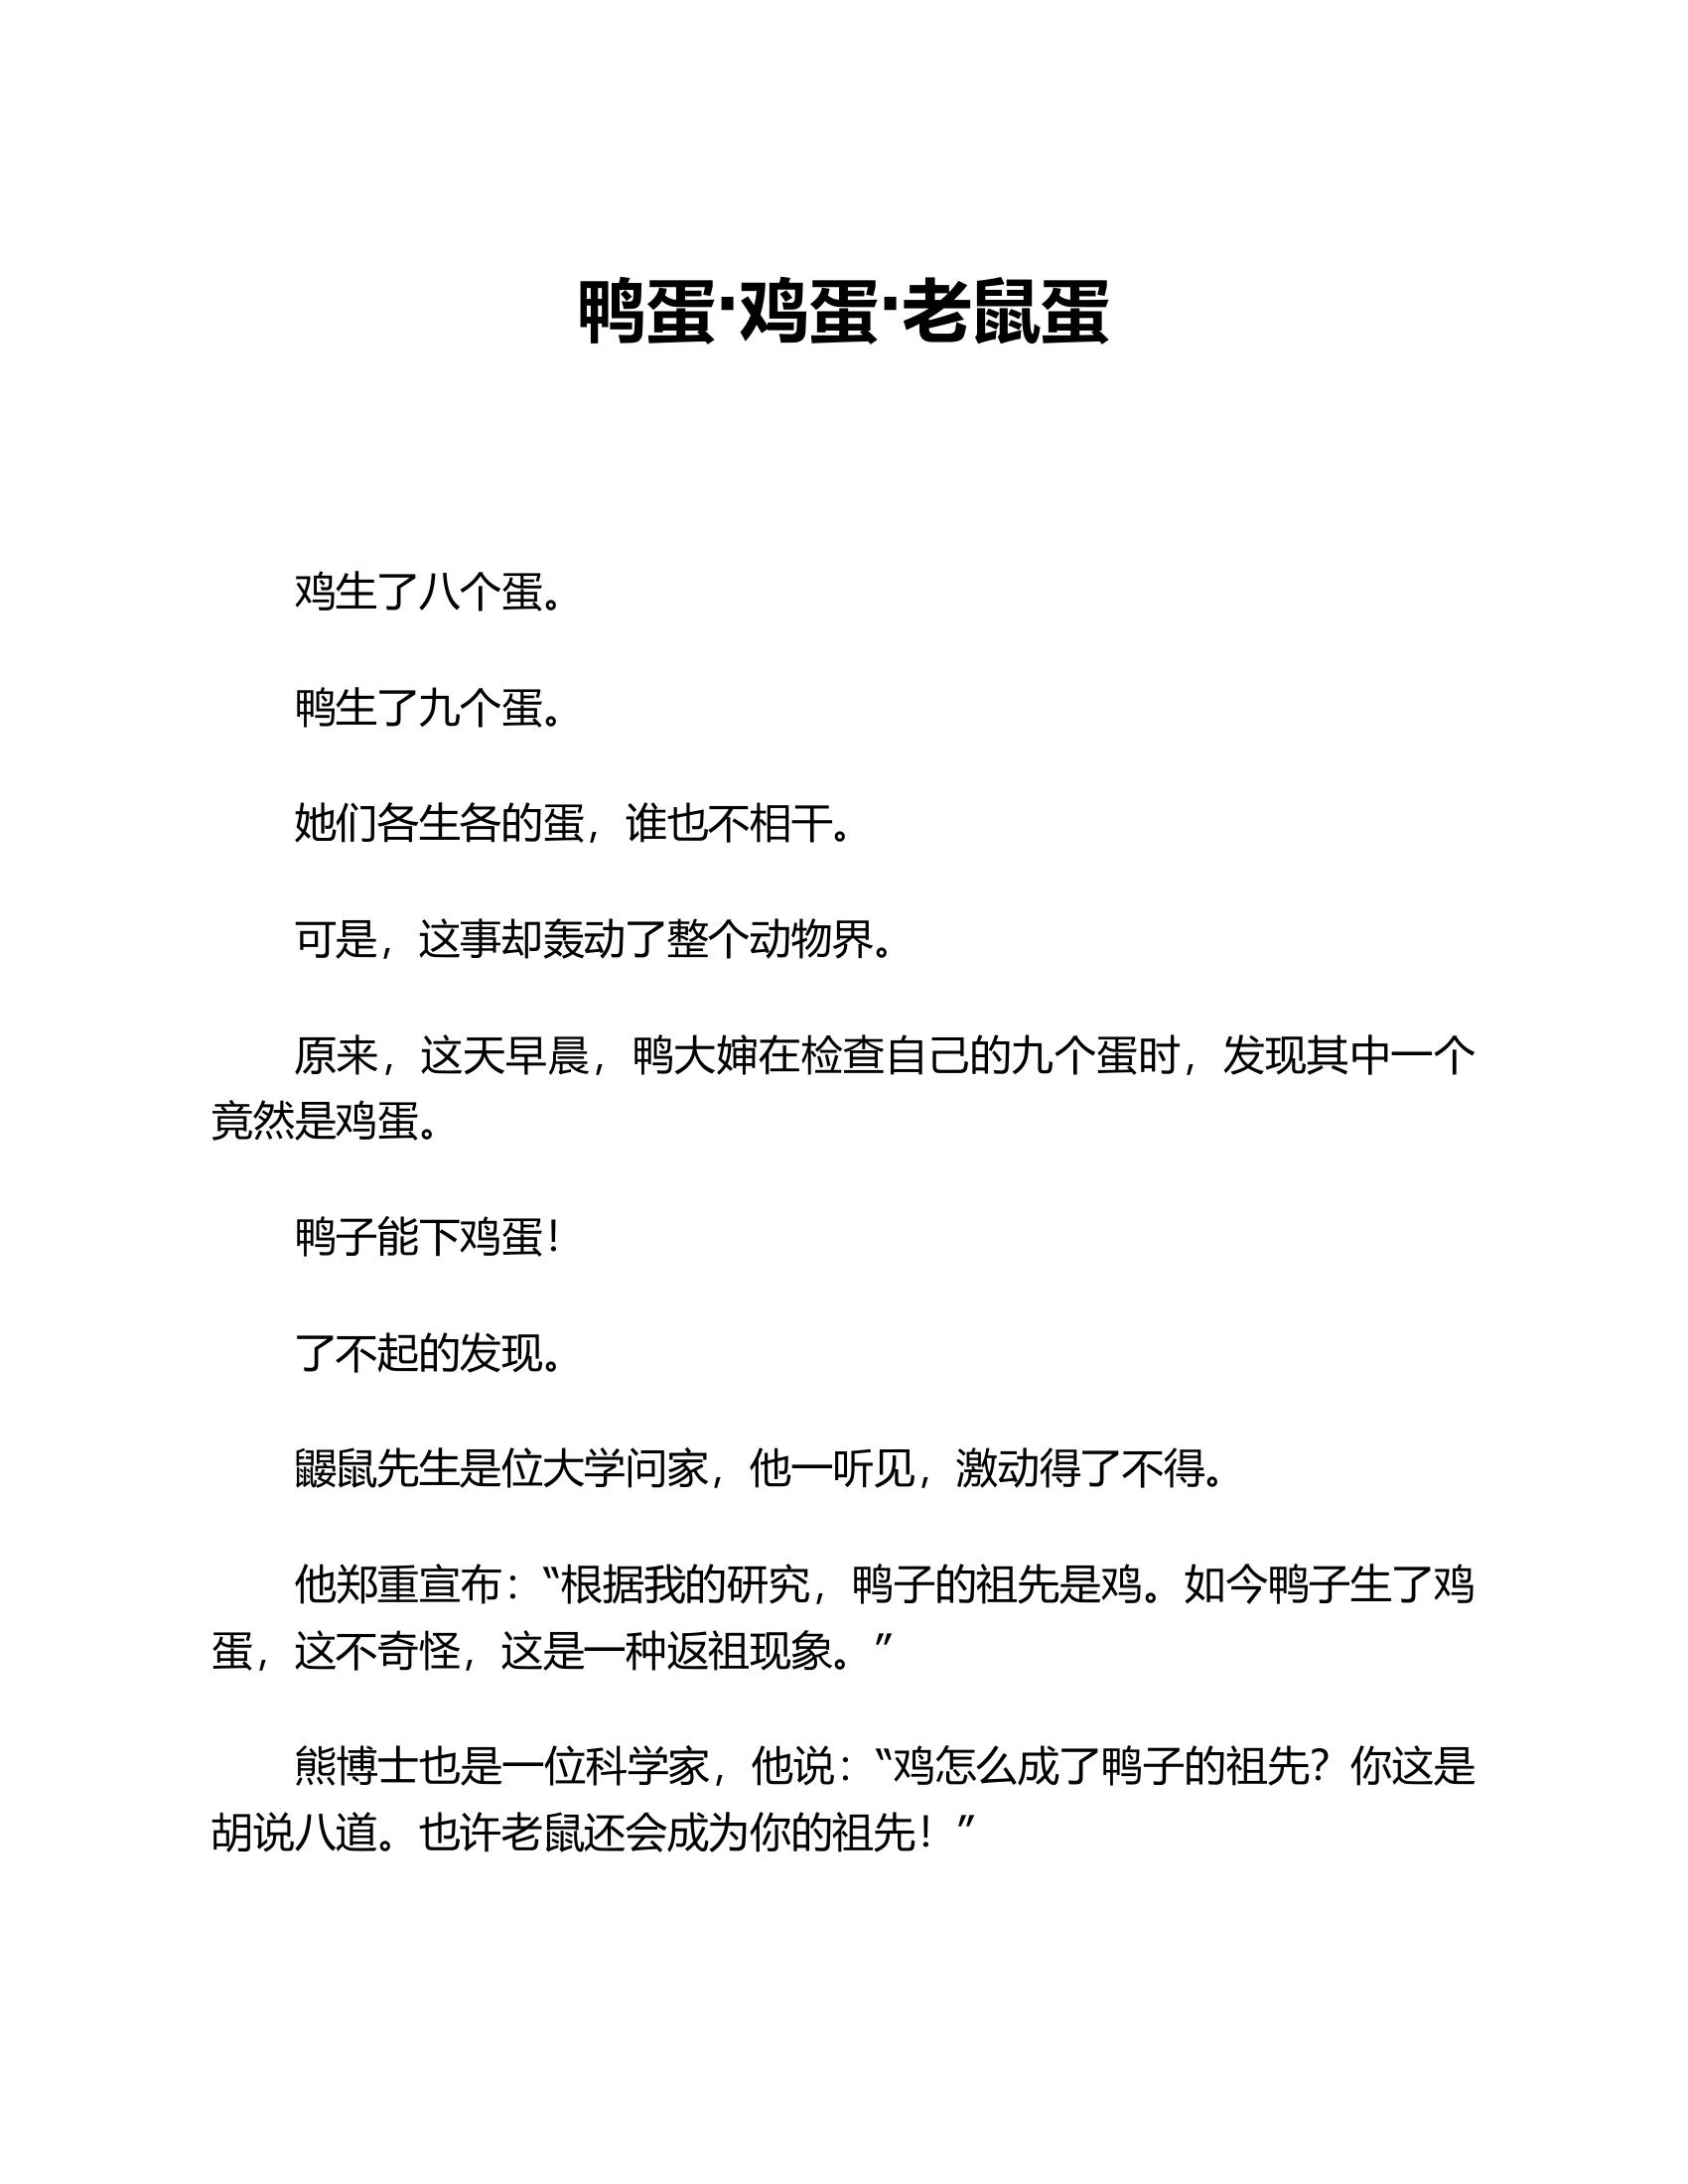 鸭蛋·鸡蛋·老鼠蛋
鸡生了八个蛋。
鸭生了九个蛋。
她们各生各的蛋，谁也不相干。
可是，这事却轰动了整个动物界。
原来，这天早晨，鸭大婶在检查自己的九个蛋时，发现其中一个
竟然是鸡蛋。
鸭子能下鸡蛋！
了不起的发现。
鼹鼠先生是位大学问家，他一听见，激动得了不得。
他郑重宣布：“根据我的研究，鸭子的祖先是鸡。如今鸭子生了鸡
蛋，这不奇怪，这是一种返祖现象。”
熊博士也是一位科学家，他说：“鸡怎么成了鸭子的祖先？你这是
胡说八道。也许老鼠还会成为你的祖先！”